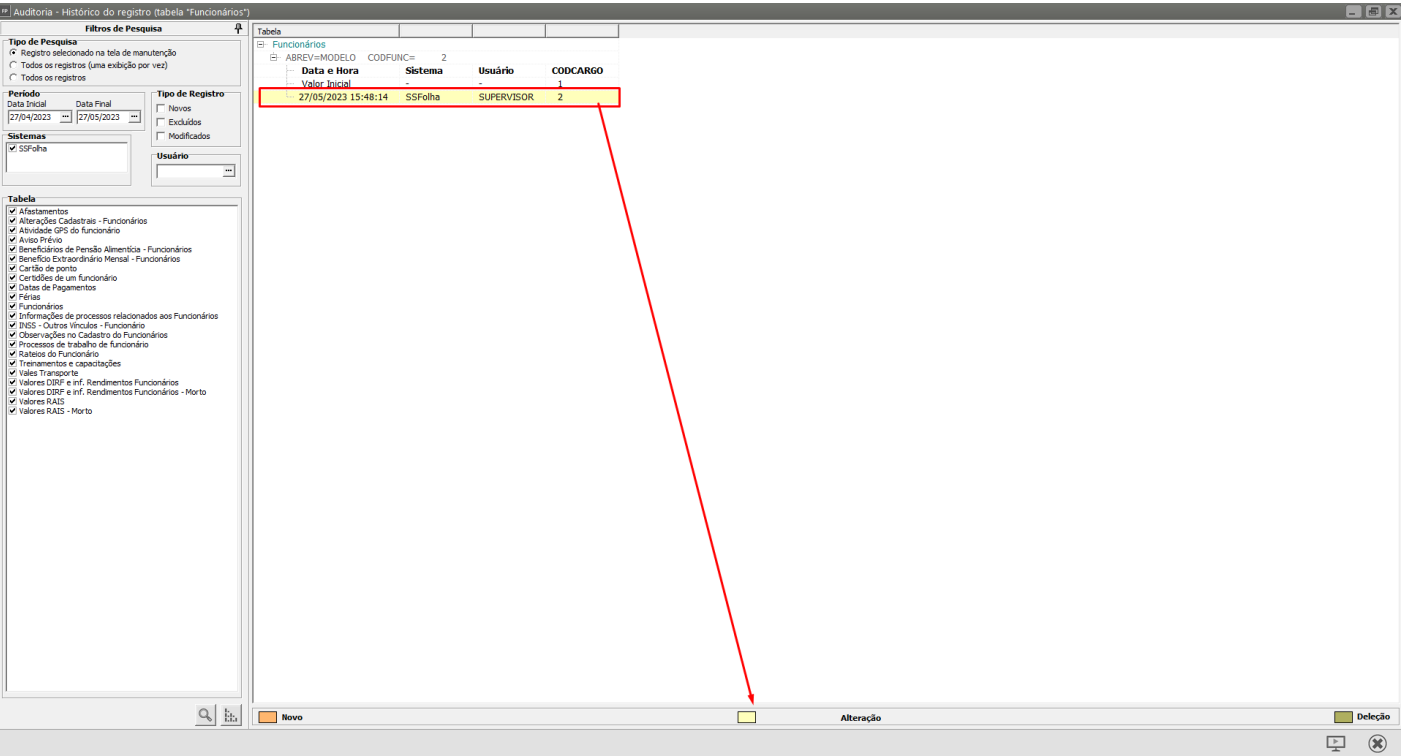 FP Auditoria - Histórico do registro (tabela "Funcionários")
Filtros de Pesquisa
Tipo de Pesquisa
Registro selecionado na tela de manutenção
Todos os registros (uma exibição por vez)
Todos os registros
Período
Data Inicial Data Final
27/04/2023 ... 27/05/2023 ...
Tipo de Registro
Novos
Excluídos
Modificados
Sistemas
SSFolha
Usuário
...
Tabela
Afastamentos
Alterações Cadastrais - Funcionários
Atividade GPS do funcionário
Aviso Prévio
Beneficiários de Pensão Alimentícia - Funcionários
Benefício Extraordinário Mensal - Funcionários
Cartão de ponto
Certidões de um funcionário
Datas de Pagamentos
Férias
Funcionários
Informações de processos relacionados aos Funcionários
INSS - Outros Vínculos - Funcionário
Observações no Cadastro do Funcionários
Processos de trabalho de funcionário
Rateios do Funcionário
Treinamentos e capacitações
Vales Transporte
Valores DIRF e inf. Rendimentos Funcionários
Valores DIRF e inf. Rendimentos Funcionários - Morto
Valores RAIS
Valores RAIS - Morto
Tabela
Funcionários
ABREV=MODELO CODFUNC= 2
Data e Hora Sistema Usuário CODCARGO
Valor Inicial - - 1
27/05/2023 15:48:14 SSFolha SUPERVISOR 2
Novo Alteração Deleção